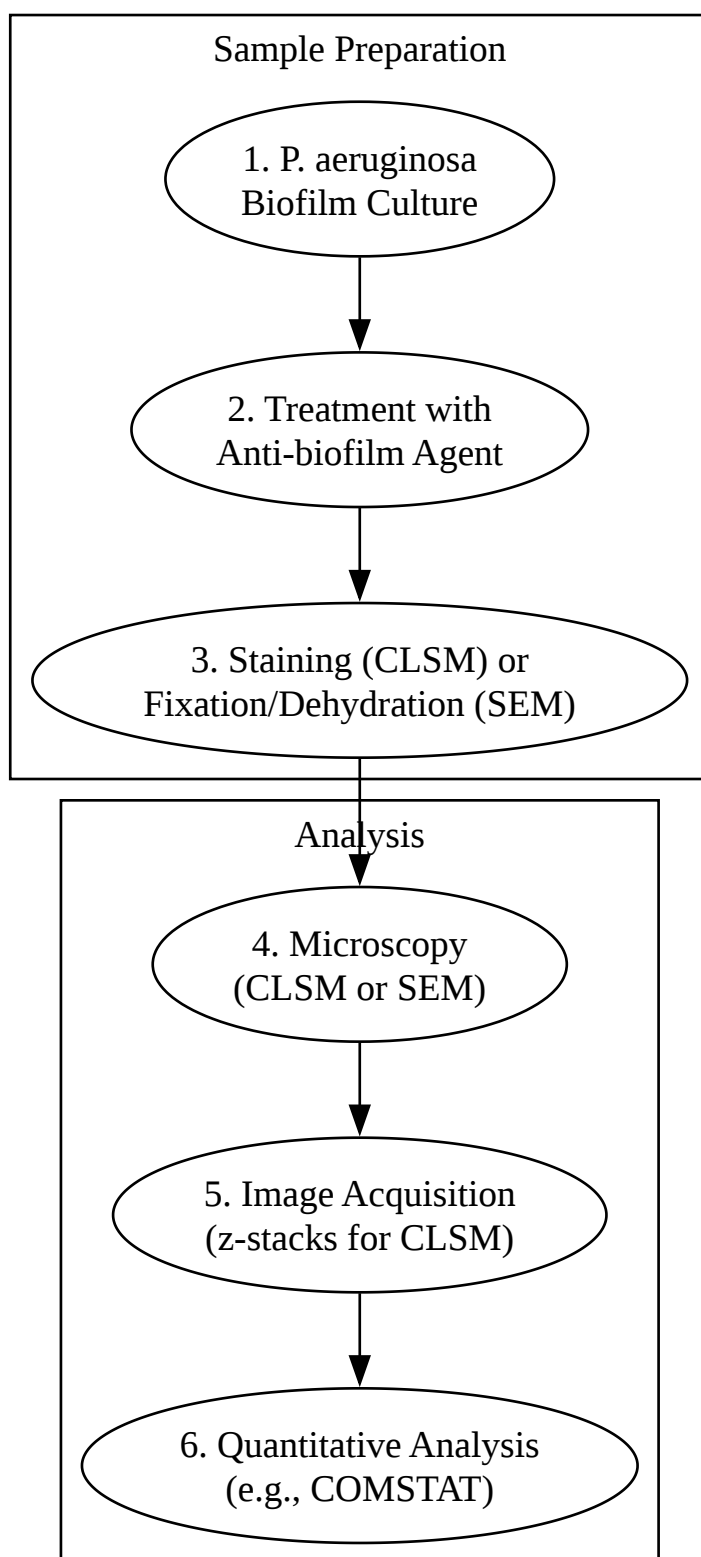 Sample Preparation
1. P. aeruginosa
Biofilm Culture
2. Treatment with
Anti-biofilm Agent
3. Staining (CLSM) or
Fixation/Dehydration (SEM)
Analysis
4. Microscopy
(CLSM or SEM)
5. Image Acquisition
(z-stacks for CLSM)
6. Quantitative Analysis
(e.g., COMSTAT)